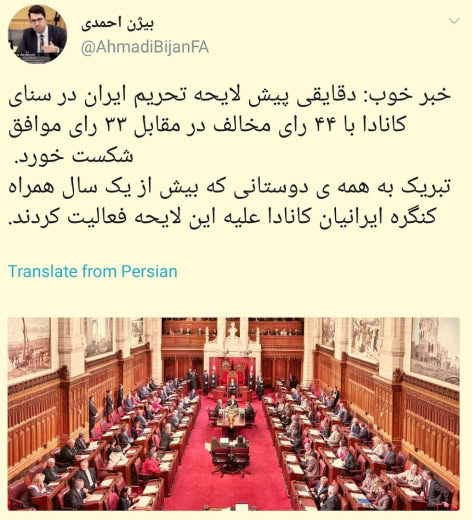 بیژن احمدی
@AhmadiBijanFA
خبر خوب: دقایقی پیش لایحه تحریم ایران در سنای
کانادا با ۴۴ رای مخالف در مقابل ۳۳ رای موافق
شکست خورد.
تبریک به همه ی دوستانی که بیش از یک سال همراه
کنگره ایرانیان کانادا علیه این لایحه فعالیت کردند.
Translate from Persian